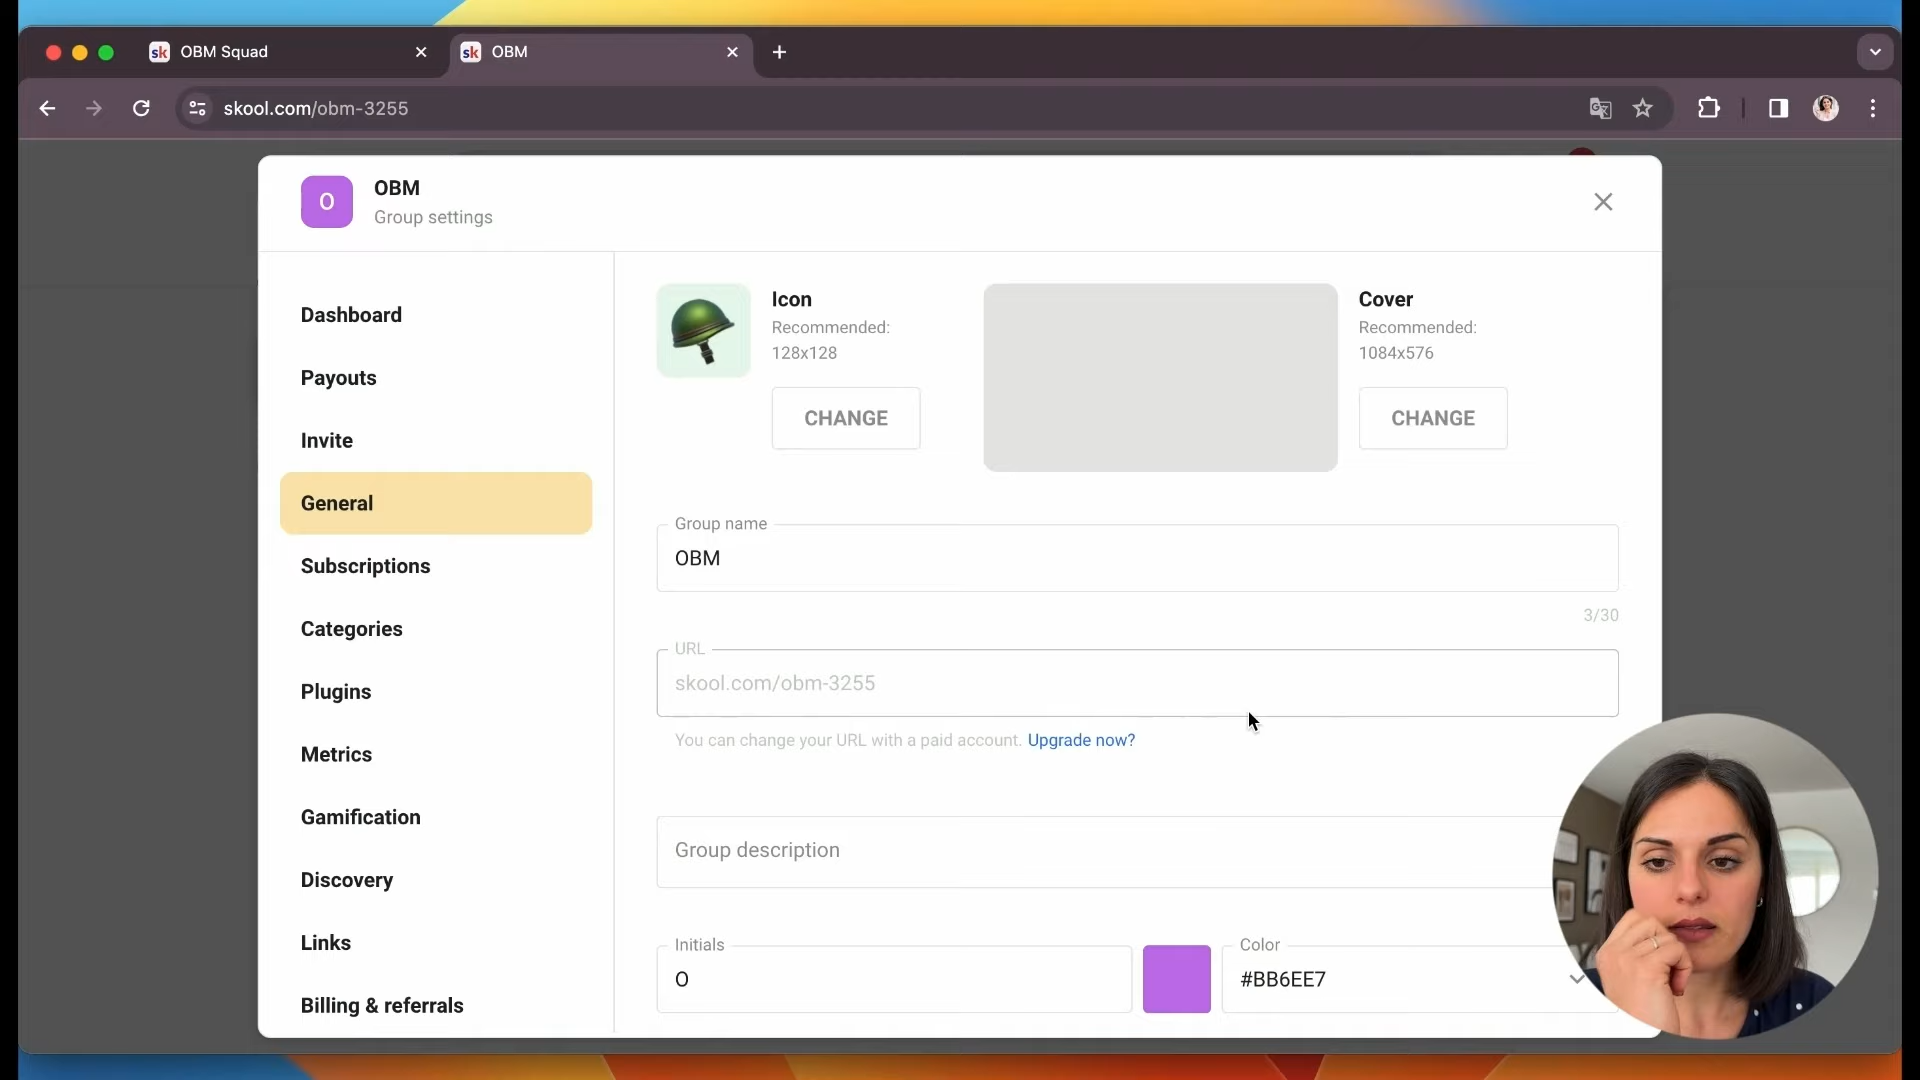 sk OBM Squad
sk OBM
skool.com/obm-3255
O
OBM
Group settings
Dashboard
Payouts
Invite
General
Subscriptions
Categories
Plugins
Metrics
Gamification
Discovery
Links
Billing & referrals
Icon
Recommended:
128x128
CHANGE
Cover
Recommended:
1084x576
CHANGE
Group name
OBM
3/30
URL
skool.com/obm-3255
You can change your URL with a paid account. Upgrade now?
Group description
Initials
O
Color
#BB6EE7